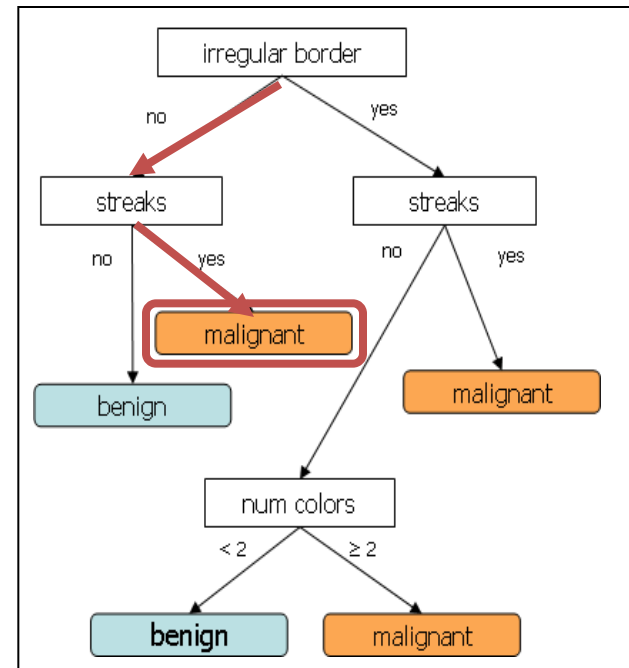 irregular border
no yes
streaks streaks
no yes no yes
malignant
benign malignant
num colors
< 2 ≥ 2
benign malignant